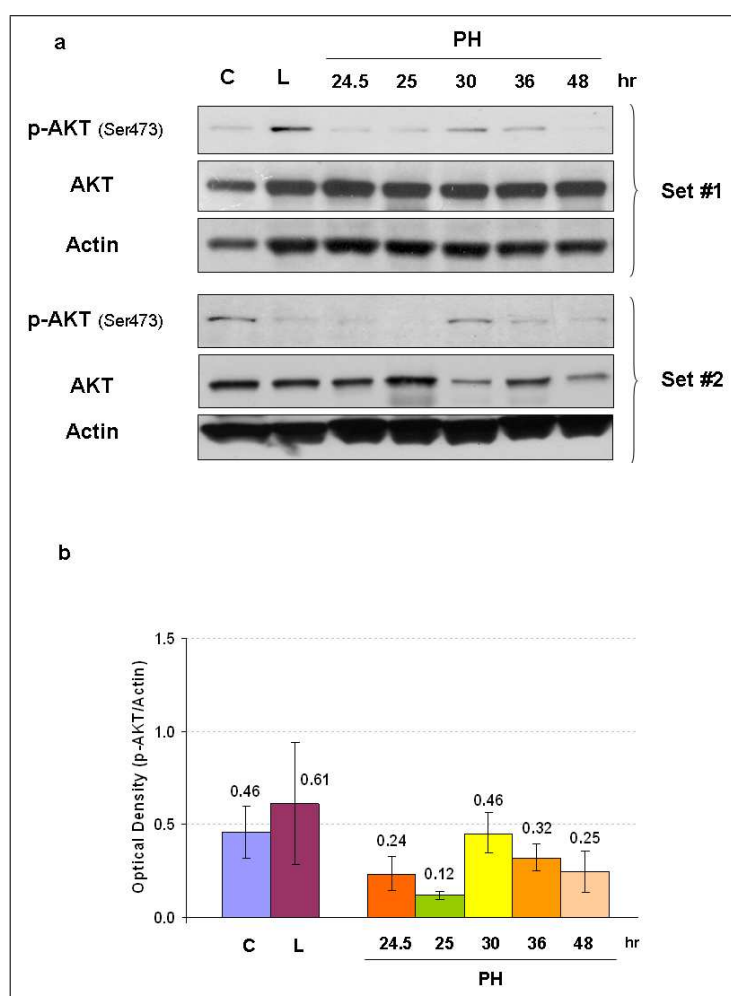 a
PH
C L 24.5 25 30 36 48 hr
p-AKT (Ser473)
AKT
Actin
Set #1
p-AKT (Ser473)
AKT
Actin
Set #2
b
Optical Density (p-AKT/Actin)
1.5
1.0
0.5
0.0
0.46
0.61
0.24
0.12
0.46
0.32
0.25
C L 24.5 25 30 36 48 hr
PH